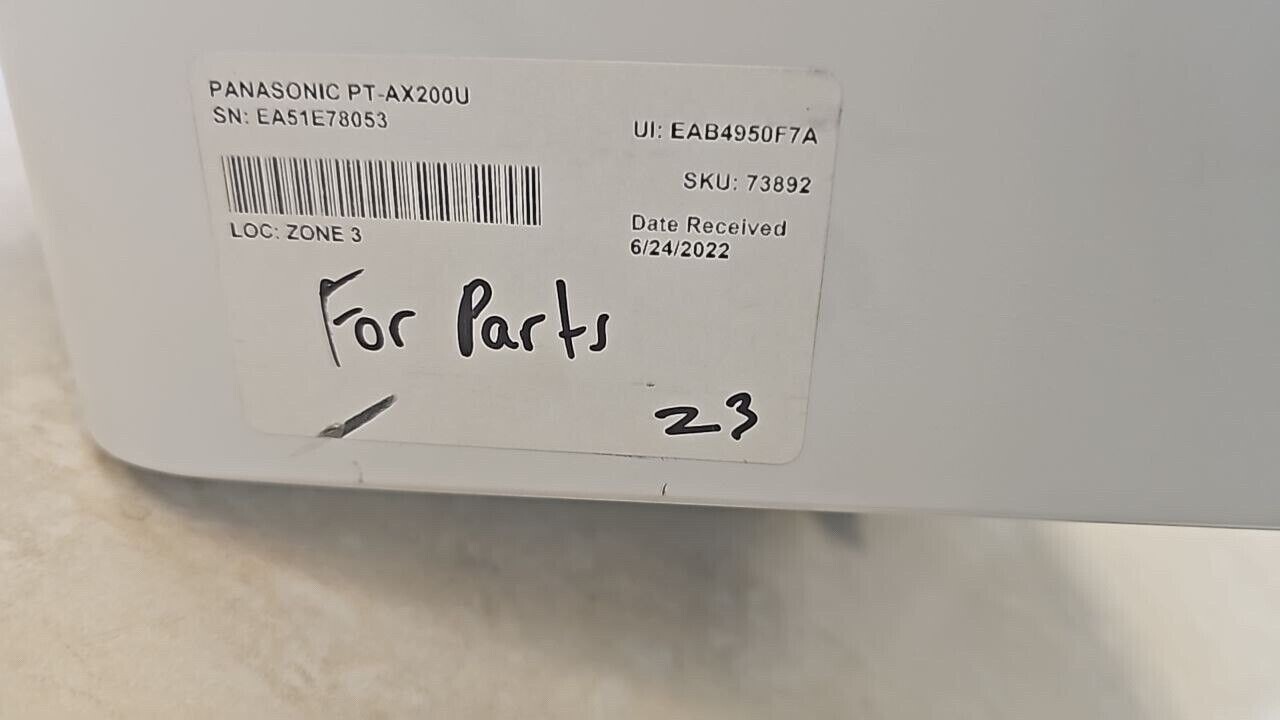 PANASONIC PT-AX200U
SN: EA51E78053
UI: EAB4950F7A
SKU: 73892
LOC: ZONE 3
Date Received
6/24/2022
For Parts
Z3